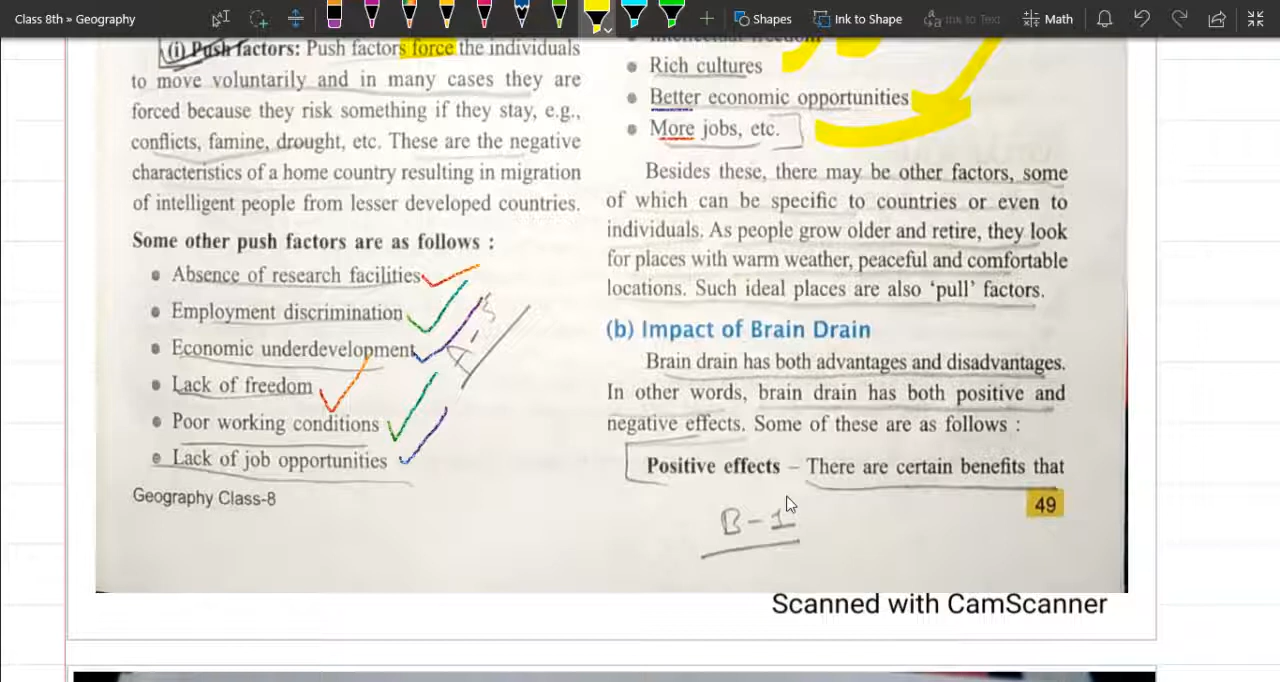 Class 8th » Geography
Shapes
Ink to Shape
Ink to Text
Math
(i) Push factors: Push factors force the individuals
to move voluntarily and in many cases they are
forced because they risk something if they stay, e.g.,
conflicts, famine, drought, etc. These are the negative
characteristics of a home country resulting in migration
of intelligent people from lesser developed countries.
Some other push factors are as follows :
• Absence of research facilities
• Employment discrimination
• Economic underdevelopment
• Lack of freedom
• Poor working conditions
• Lack of job opportunities
A-3
Geography Class-8
• Intellectual freedom
• Rich cultures
• Better economic opportunities
• More jobs, etc.
Besides these, there may be other factors, some
of which can be specific to countries or even to
individuals. As people grow older and retire, they look
for places with warm weather, peaceful and comfortable
locations. Such ideal places are also ‘pull’ factors.
(b) Impact of Brain Drain
Brain drain has both advantages and disadvantages.
In other words, brain drain has both positive and
negative effects. Some of these are as follows :
Positive effects – There are certain benefits that
B-1
49
Scanned with CamScanner